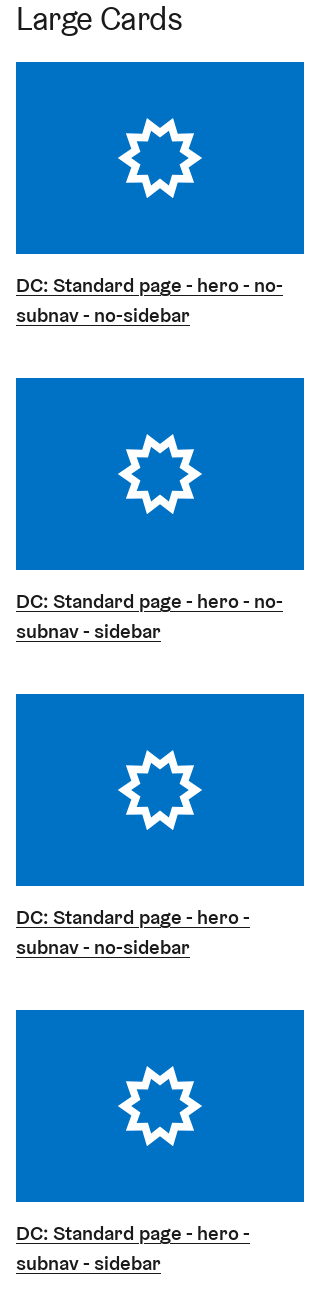 Large Cards
DC: Standard page - hero - no-
subnav - no-sidebar
DC: Standard page - hero - no-
subnav - sidebar
DC: Standard page - hero -
subnav - no-sidebar
DC: Standard page - hero -
subnav - sidebar